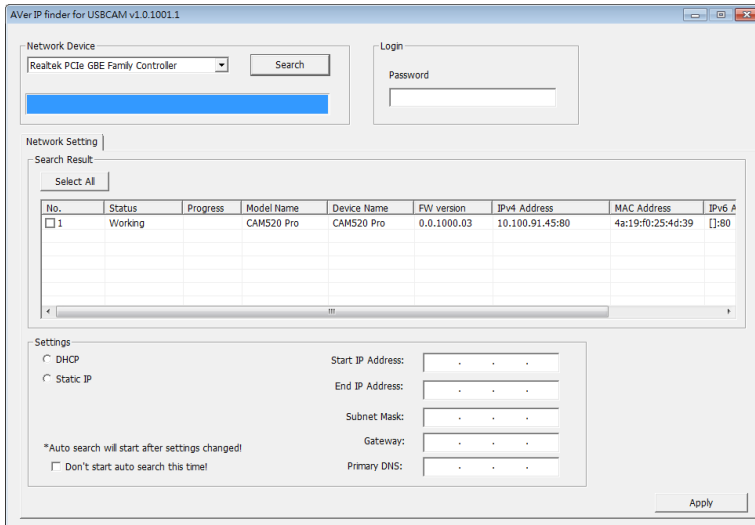 AVer IP finder for USBCAM v1.0.1001.1
Network Device
Realtek PCIe GBE Family Controller
Search
Login
Password
Network Setting
Search Result
Select All
No. Status Progress Model Name Device Name FW version IPv4 Address MAC Address IPv6 A
1 Working CAM520 Pro CAM520 Pro 0.0.1000.03 10.100.91.45:80 4a:19:f0:25:4d:39 []:80
Settings
DHCP
Static IP
*Auto search will start after settings changed!
Don't start auto search this time!
Start IP Address: . . .
End IP Address: . . .
Subnet Mask: . . .
Gateway: . . .
Primary DNS: . . .
Apply